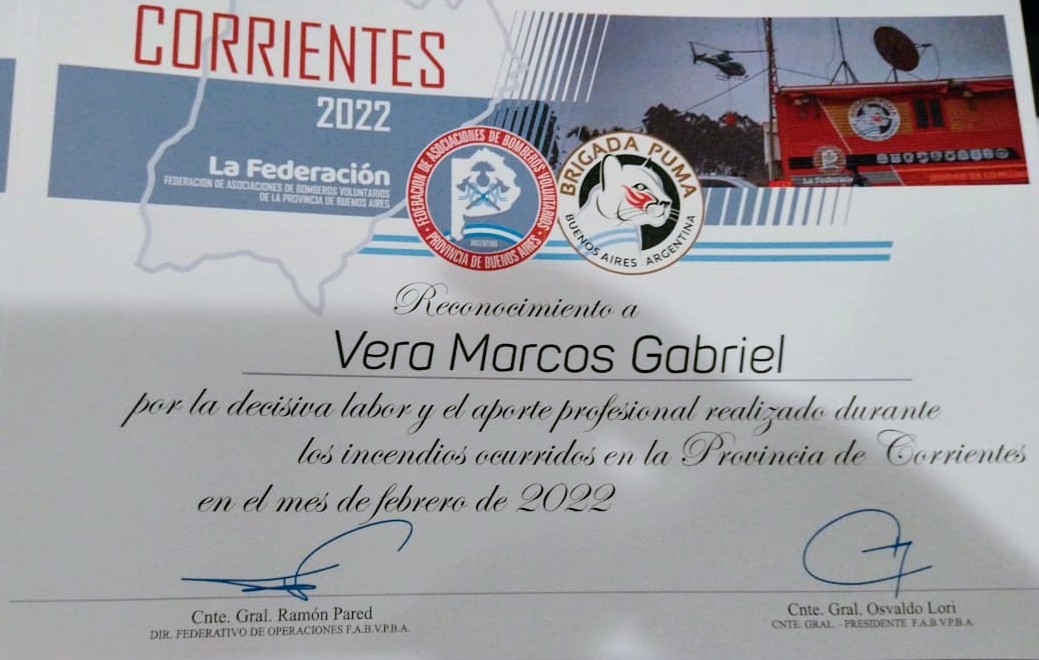 CORRIENTES
2022
La Federación
FEDERACION DE ASOCIACIONES DE BOMBEROS VOLUNTARIOS
DE LA PROVINCIA DE BUENOS AIRES
FEDERACION DE ASOCIACIONES DE BOMBEROS VOLUNTARIOS
PROVINCIA DE BUENOS AIRES
ARGENTINA
BRIGADA PUMA
BUENOS AIRES ARGENTINA
La Federación
Reconocimiento a
Vera Marcos Gabriel
por la decisiva labor y el aporte profesional realizado durante
los incendios ocurridos en la Provincia de Corrientes
en el mes de febrero de 2022
Cnte. Gral. Ramón Pared
DIR. FEDERATIVO DE OPERACIONES F.A.B.V.P.B.A.
Cnte. Gral. Osvaldo Lori
CNTE. GRAL. - PRESIDENTE F.A.B.V.P.B.A.